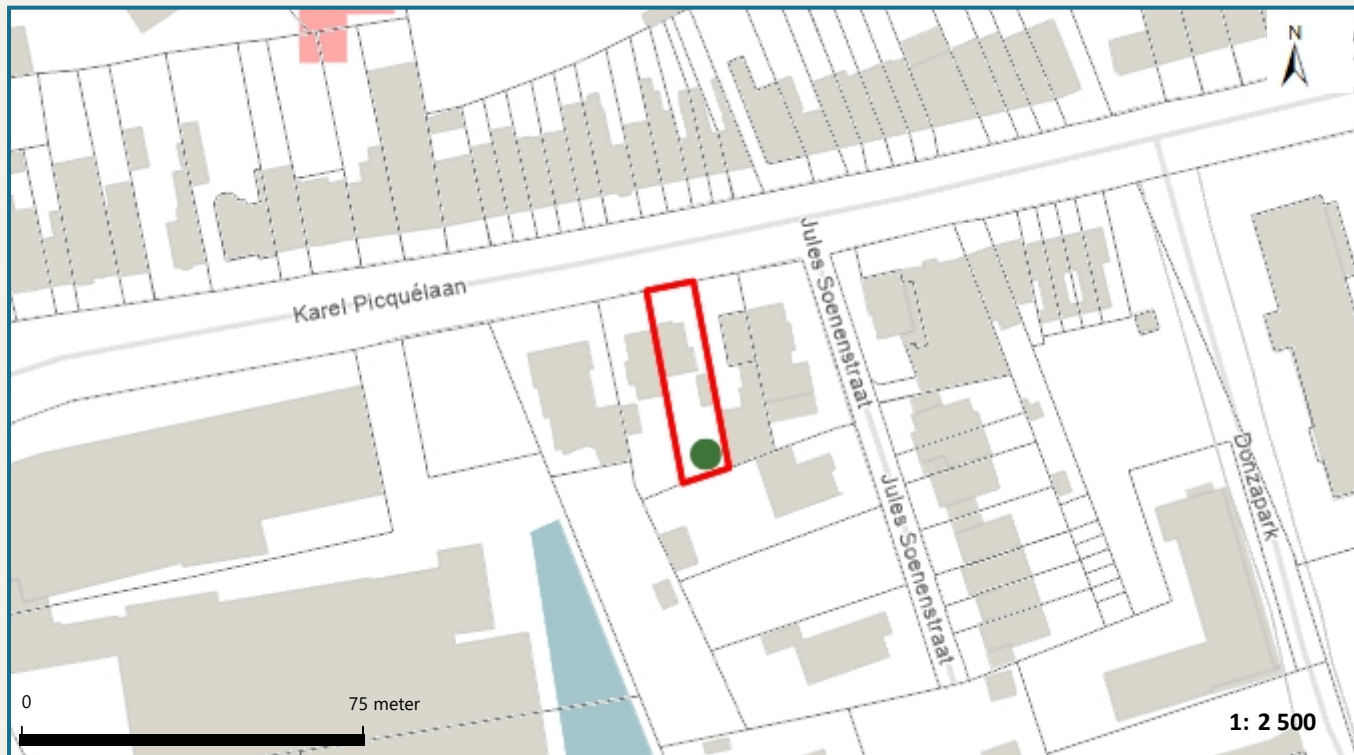 N
Jules Soenenstraat
Karel Picquélaan
Donzapark
Jules Soenenstraat
0 75 meter
1: 2 500